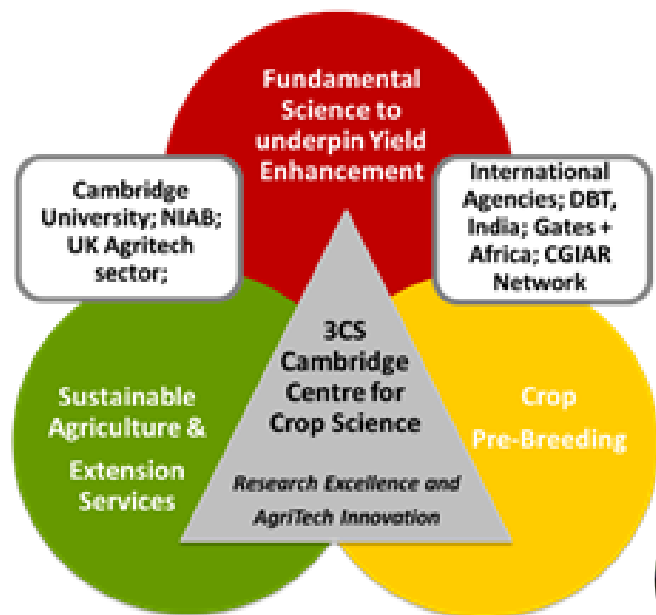 Fundamental
Science to
underpin Yield
Enhancement
Cambridge
University; NIAB;
UK Agritech
sector;
International
Agencies; DBT,
India; Gates +
Africa; CGIAR
Network
3CS
Cambridge
Centre for
Crop Science
Research Excellence and
AgriTech Innovation
Sustainable
Agriculture &
Extension
Services
Crop
Pre-Breeding